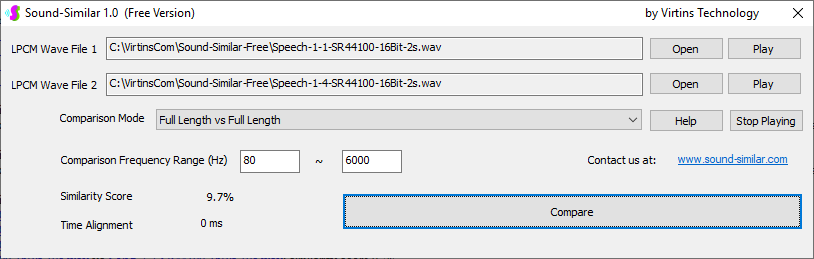 Sound-Similar 1.0 (Free Version) by Virtins Technology
LPCM Wave File 1 C:\VirtinsCom\Sound-Similar-Free\Speech-1-1-SR44100-16Bit-2s.wav Open Play
LPCM Wave File 2 C:\VirtinsCom\Sound-Similar-Free\Speech-1-4-SR44100-16Bit-2s.wav Open Play
Comparison Mode Full Length vs Full Length Help Stop Playing
Comparison Frequency Range (Hz) 80 ~ 6000 Contact us at: www.sound-similar.com
Similarity Score 9.7%
Compare
Time Alignment 0 ms